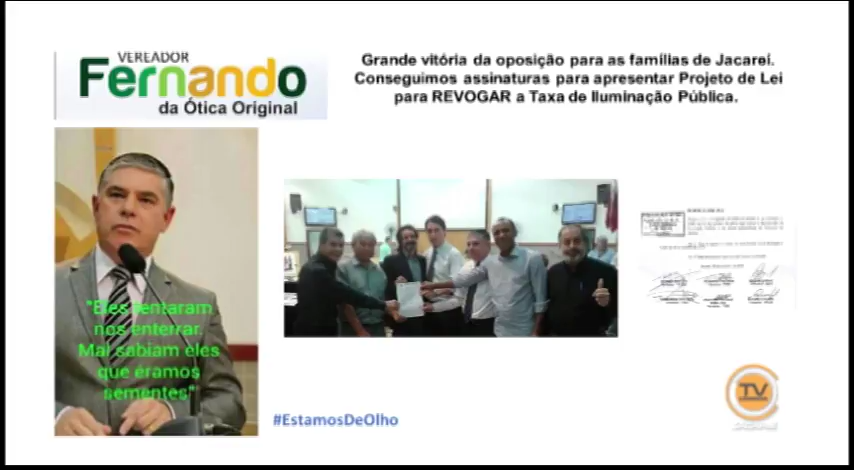 VEREADOR
Fernando
da Ótica Original
Grande vitória da oposição para as famílias de Jacareí.
Conseguimos assinaturas para apresentar Projeto de Lei
para REVOGAR a Taxa de Iluminação Pública.
"Eles tentaram
nos enterrar.
Mal sabiam eles
que éramos
sementes"
#EstamosDeOlho
TV